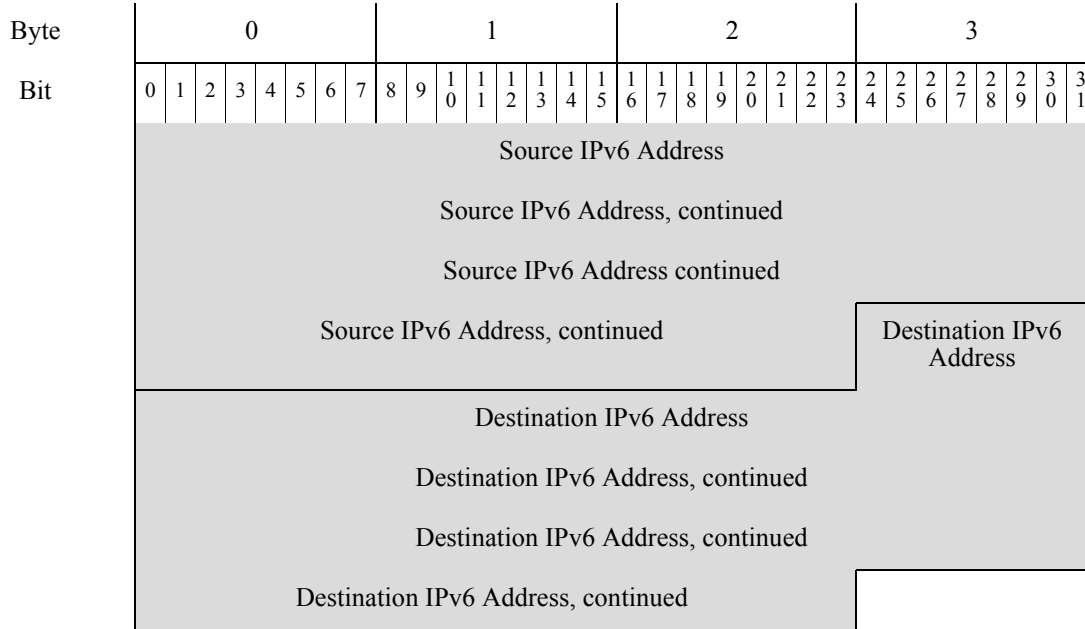 Byte 0 1 2 3
Bit 0 1 2 3 4 5 6 7 8 9 10 11 12 13 14 15 16 17 18 19 20 21 22 23 24 25 26 27 28 29 30 31
Source IPv6 Address
Source IPv6 Address, continued
Source IPv6 Address continued
Source IPv6 Address, continued Destination IPv6
Address
Destination IPv6 Address
Destination IPv6 Address, continued
Destination IPv6 Address, continued
Destination IPv6 Address, continued